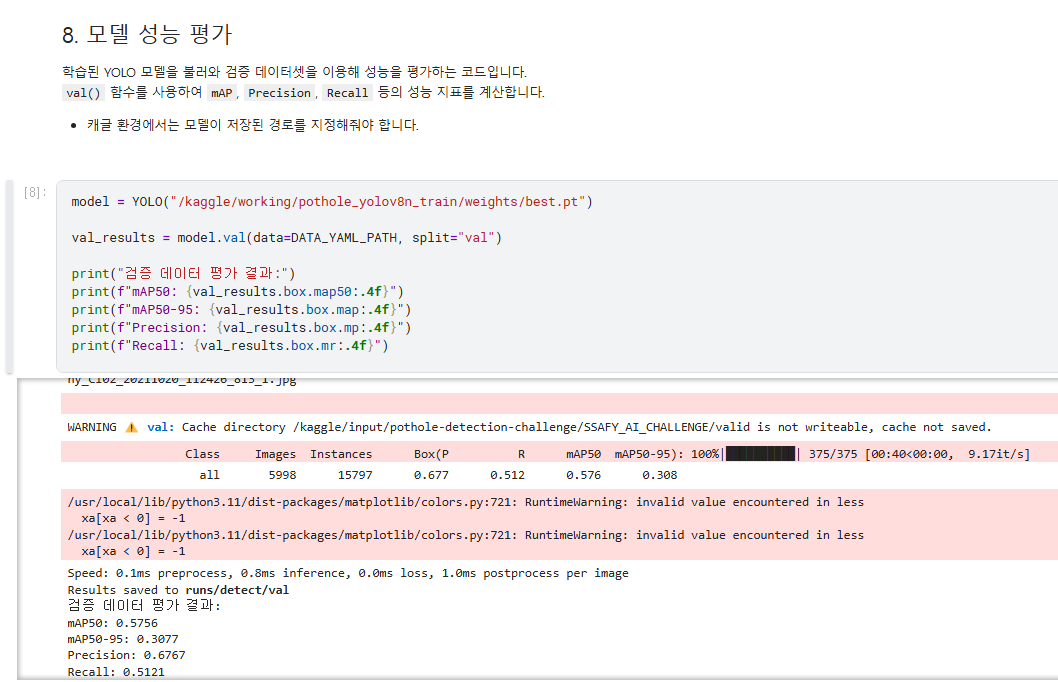 8. 모델 성능 평가
학습된 YOLO 모델을 불러와 검증 데이터셋을 이용해 성능을 평가하는 코드입니다.
val() 함수를 사용하여 mAP, Precision, Recall 등의 성능 지표를 계산합니다.
• 캐글 환경에서는 모델이 저장된 경로를 지정해줘야 합니다.
[8]:
model = YOLO("/kaggle/working/pothole_yolov8n_train/weights/best.pt")
val_results = model.val(data=DATA_YAML_PATH, split="val")
print("검증 데이터 평가 결과:")
print(f"mAP50: {val_results.box.map50:.4f}")
print(f"mAP50-95: {val_results.box.map:.4f}")
print(f"Precision: {val_results.box.mp:.4f}")
print(f"Recall: {val_results.box.mr:.4f}")
WARNING ⚠️ val: Cache directory /kaggle/input/pothole-detection-challenge/SSAFY_AI_CHALLENGE/valid is not writeable, cache not saved.
Class Images Instances Box(P R mAP50 mAP50-95): 100%|██████████| 375/375 [00:40<00:00, 9.17it/s]
all 5998 15797 0.677 0.512 0.576 0.308
/usr/local/lib/python3.11/dist-packages/matplotlib/colors.py:721: RuntimeWarning: invalid value encountered in less
xa[xa < 0] = -1
/usr/local/lib/python3.11/dist-packages/matplotlib/colors.py:721: RuntimeWarning: invalid value encountered in less
xa[xa < 0] = -1
Speed: 0.1ms preprocess, 0.8ms inference, 0.0ms loss, 1.0ms postprocess per image
Results saved to runs/detect/val
검증 데이터 평가 결과:
mAP50: 0.5756
mAP50-95: 0.3077
Precision: 0.6767
Recall: 0.5121